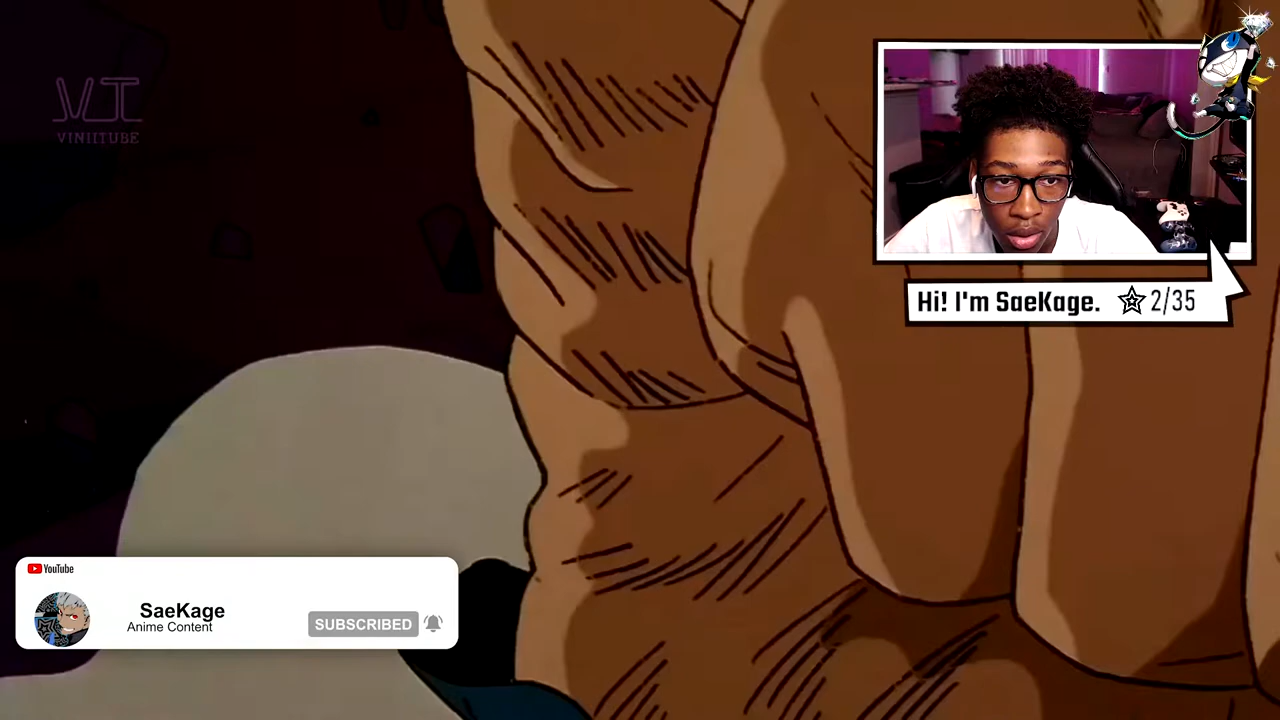 VT
VINIITUBE
Hi! I'm SaeKage. 2/35
YouTube
SaeKage
Anime Content
SUBSCRIBED